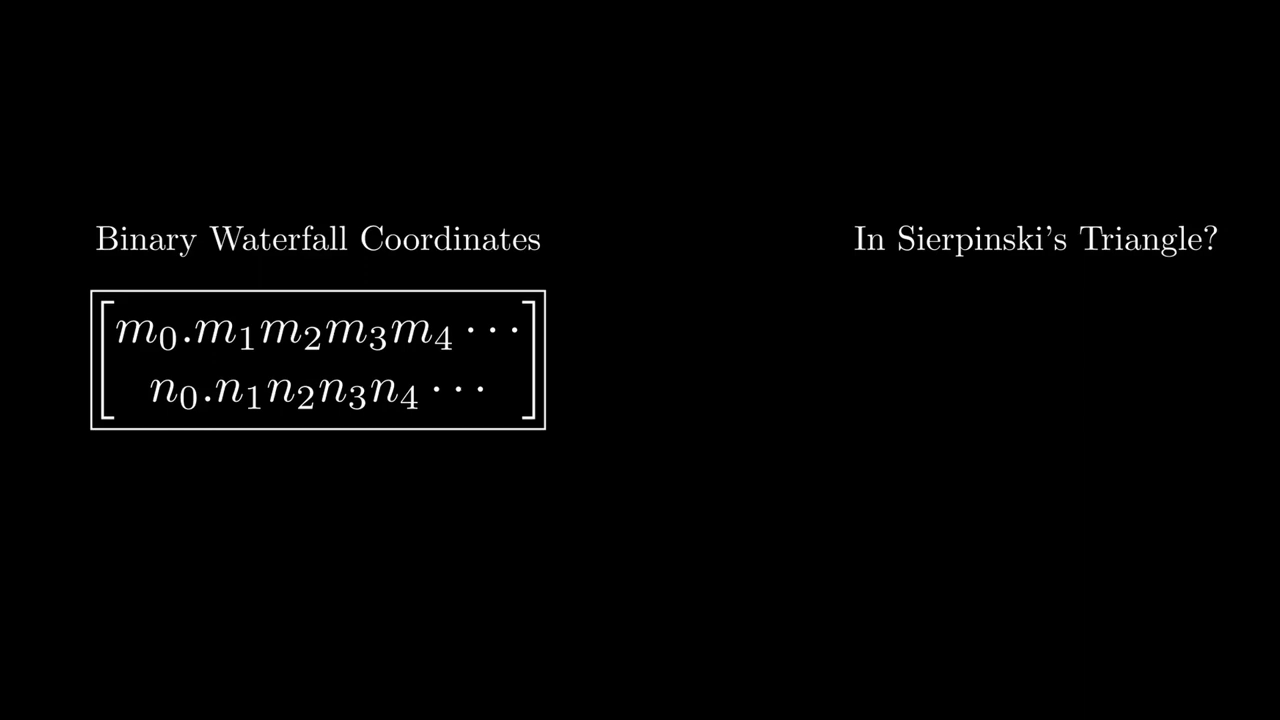 Binary Waterfall Coordinates
In Sierpinski's Triangle?
m₀.m₁m₂m₃m₄ ⋯
n₀.n₁n₂n₃n₄ ⋯